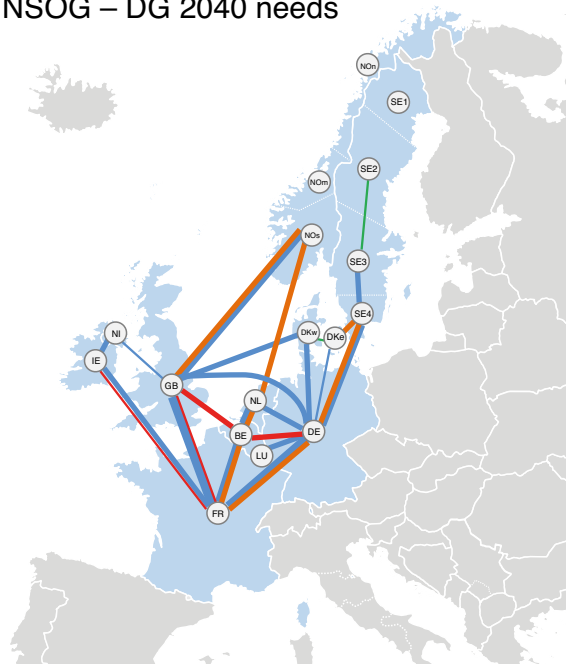 NSOG – DG 2040 needs
NOn
SE1
SE2
NOm
NOs
SE3
SE4
NI
DKw
DKe
IE
GB
NL
BE
DE
LU
FR